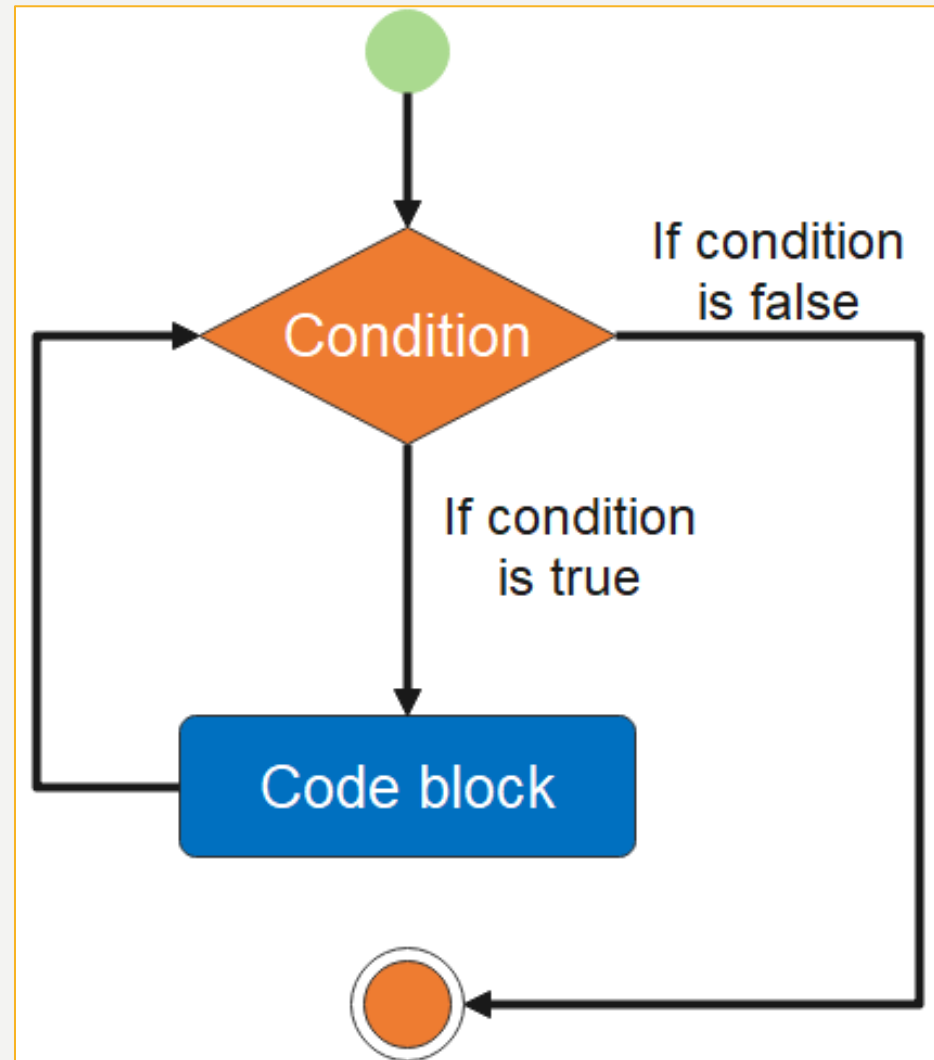 If condition
is false
Condition
If condition
is true
Code block